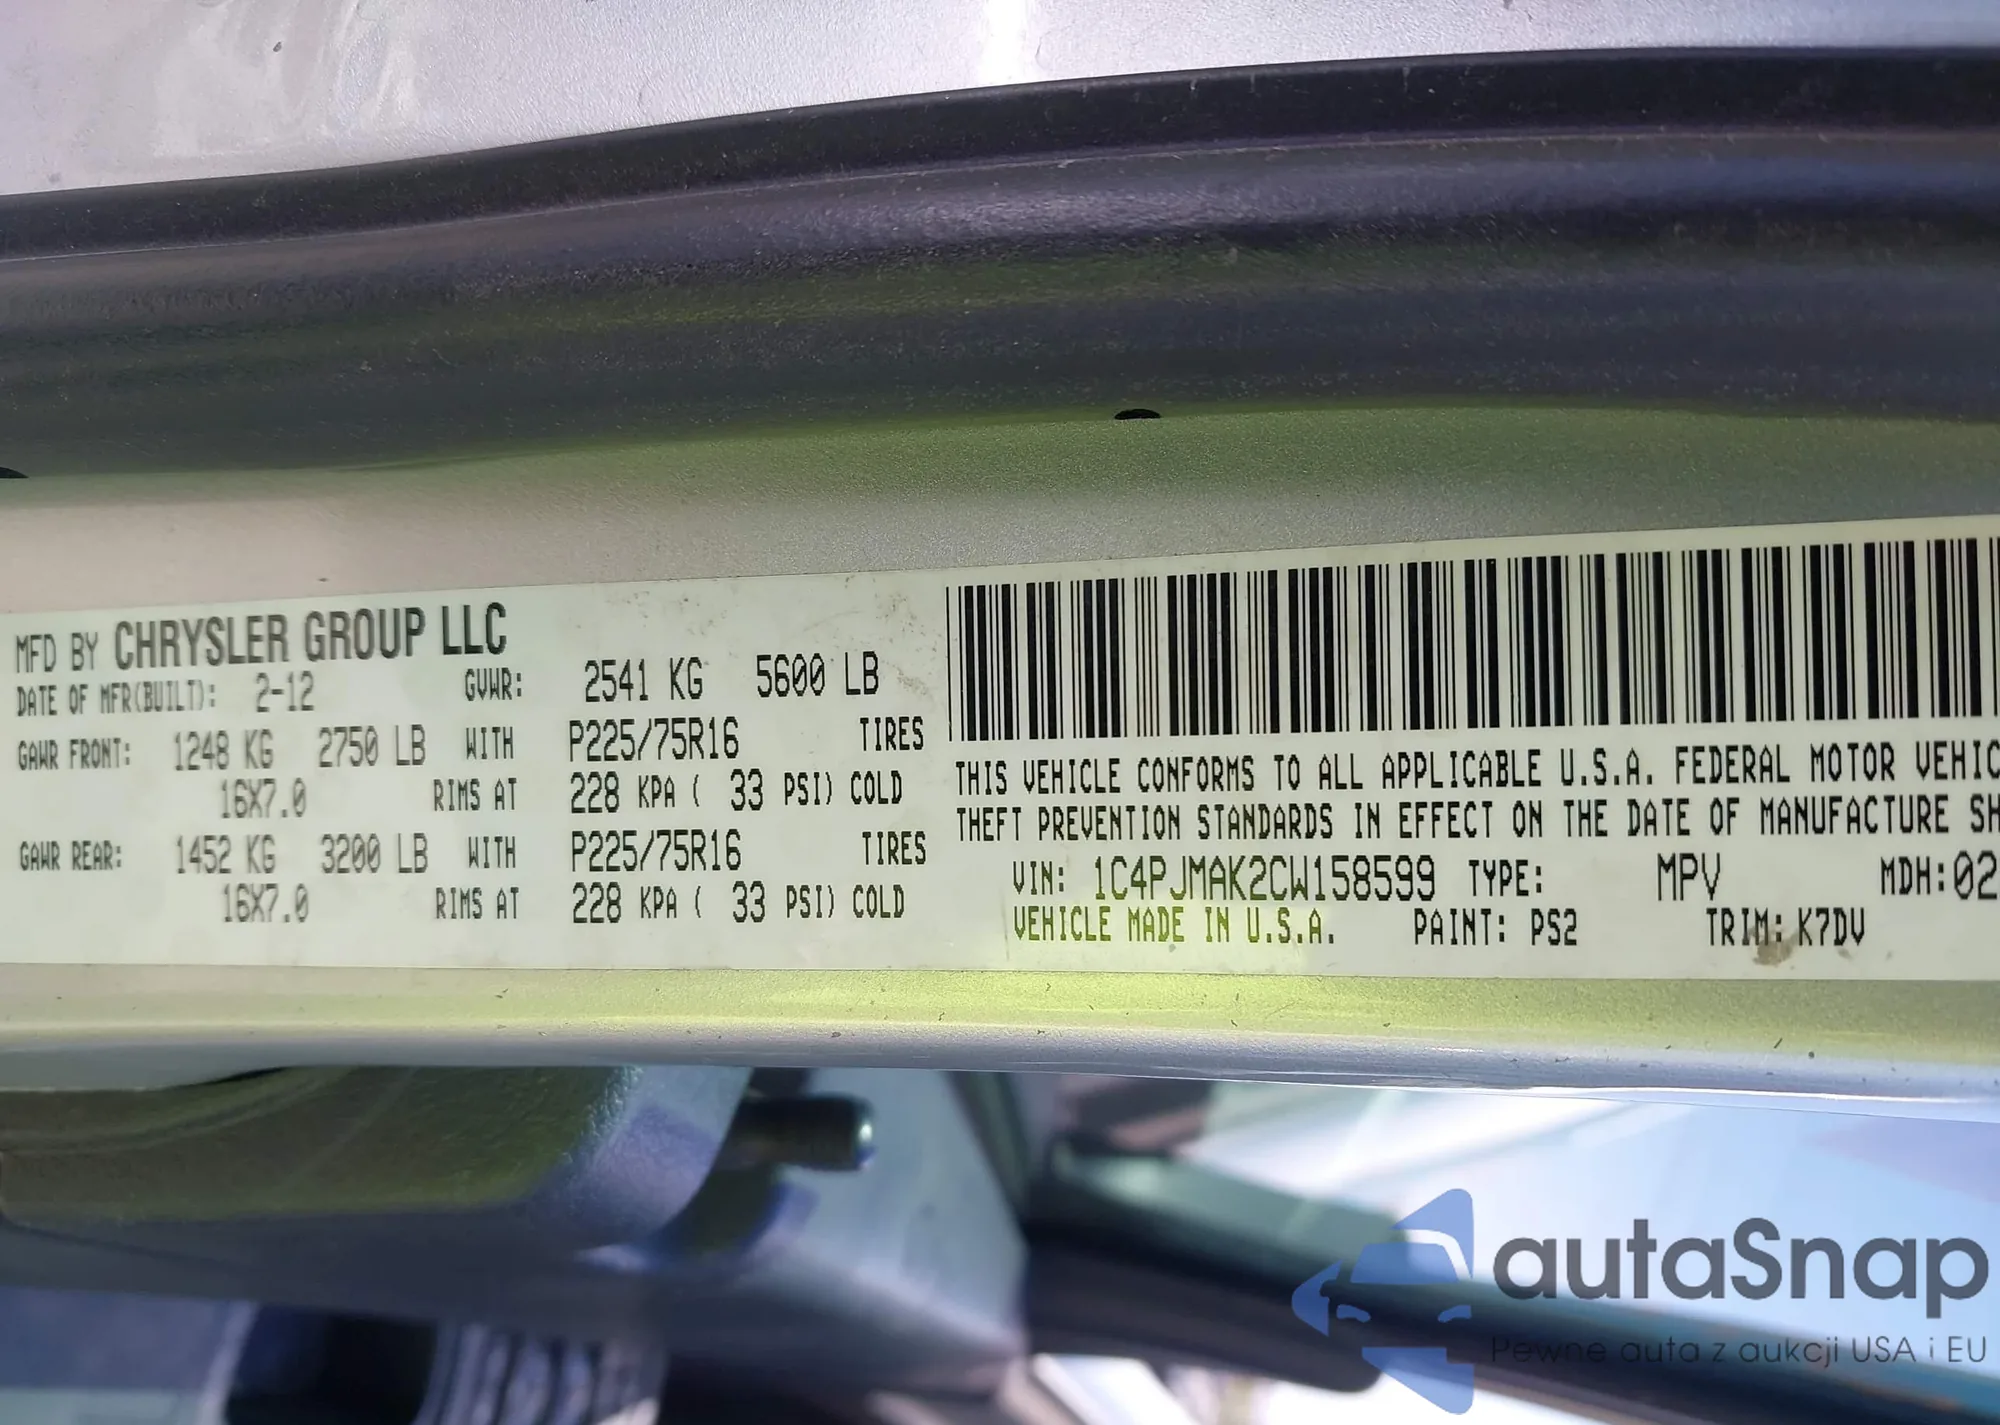 MFD BY CHRYSLER GROUP LLC
DATE OF MFR(BUILT): 2-12 GVWR: 2541 KG 5600 LB
GAWR FRONT: 1248 KG 2750 LB WITH P225/75R16 TIRES
16X7.0 RIMS AT 228 KPA ( 33 PSI) COLD
GAWR REAR: 1452 KG 3200 LB WITH P225/75R16 TIRES
16X7.0 RIMS AT 228 KPA ( 33 PSI) COLD
THIS VEHICLE CONFORMS TO ALL APPLICABLE U.S.A. FEDERAL MOTOR VEHIC
THEFT PREVENTION STANDARDS IN EFFECT ON THE DATE OF MANUFACTURE SH
VIN: 1C4PJMAK2CW158599 TYPE: MPV MDH:02
VEHICLE MADE IN U.S.A. PAINT: PS2 TRIM: K7DV
autaSnap
Pewne auta z aukcji USA i EU